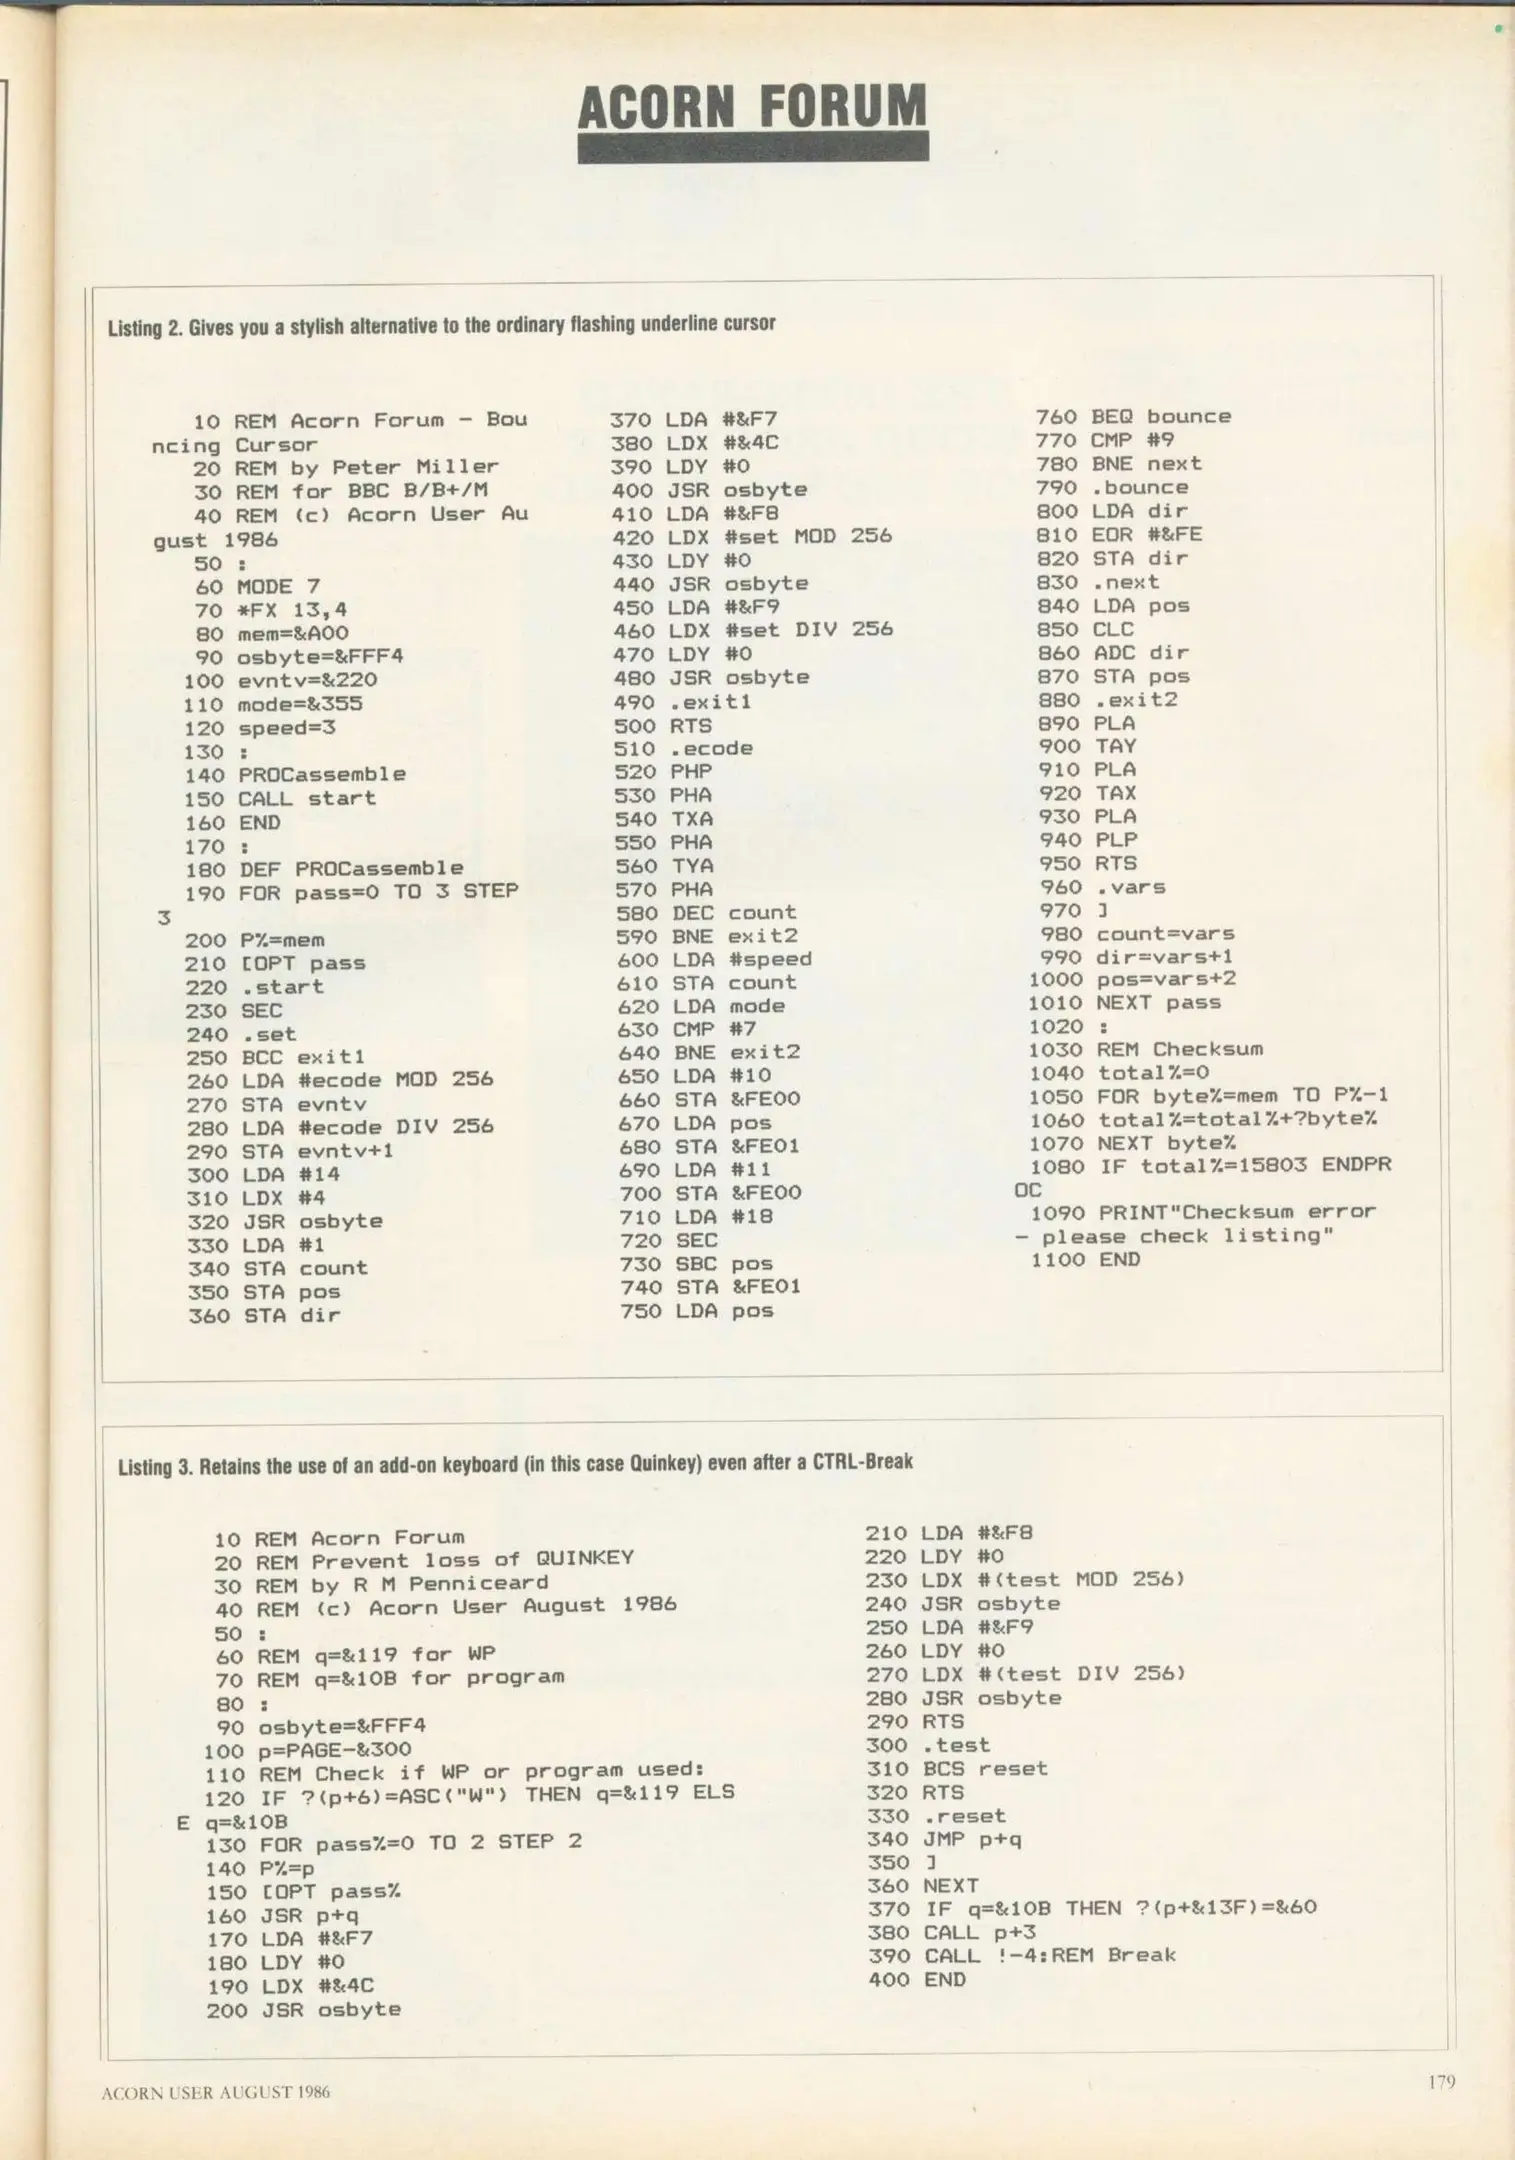 ACORN FORUM
Listing 2. Gives you a stylish alternative to the ordinary flashing underline cursor
10 REM Acorn Forum - Bou
ncing Cursor
20 REM by Peter Miller
30 REM for BBC B/B+/M
40 REM (c) Acorn User Au
gust 1986
50 :
60 MODE 7
70 *FX 13,4
80 mem=&A00
90 osbyte=&FFF4
100 evntv=&220
110 mode=&355
120 speed=3
130 :
140 PROCassemble
150 CALL start
160 END
170 :
180 DEF PROCassemble
190 FOR pass=0 TO 3 STEP
3
200 P%=mem
210 [OPT pass
220 .start
230 SEC
240 .set
250 BCC exit1
260 LDA #ecode MOD 256
270 STA evntv
280 LDA #ecode DIV 256
290 STA evntv+1
300 LDA #14
310 LDX #4
320 JSR osbyte
330 LDA #1
340 STA count
350 STA pos
360 STA dir
370 LDA #&F7
380 LDX #&4C
390 LDY #0
400 JSR osbyte
410 LDA #&F8
420 LDX #set MOD 256
430 LDY #0
440 JSR osbyte
450 LDA #&F9
460 LDX #set DIV 256
470 LDY #0
480 JSR osbyte
490 .exit1
500 RTS
510 .ecode
520 PHP
530 PHA
540 TXA
550 PHA
560 TYA
570 PHA
580 DEC count
590 BNE exit2
600 LDA #speed
610 STA count
620 LDA mode
630 CMP #7
640 BNE exit2
650 LDA #10
660 STA &FE00
670 LDA pos
680 STA &FE01
690 LDA #11
700 STA &FE00
710 LDA #18
720 SEC
730 SBC pos
740 STA &FE01
750 LDA pos
760 BEQ bounce
770 CMP #9
780 BNE next
790 .bounce
800 LDA dir
810 EOR #&FE
820 STA dir
830 .next
840 LDA pos
850 CLC
860 ADC dir
870 STA pos
880 .exit2
890 PLA
900 TAY
910 PLA
920 TAX
930 PLA
940 PLP
950 RTS
960 .vars
970 ]
980 count=vars
990 dir=vars+1
1000 pos=vars+2
1010 NEXT pass
1020 :
1030 REM Checksum
1040 total%=0
1050 FOR byte%=mem TO P%-1
1060 total%=total%+?byte%
1070 NEXT byte%
1080 IF total%=15803 ENDPR
OC
1090 PRINT"Checksum error
- please check listing"
1100 END
Listing 3. Retains the use of an add-on keyboard (in this case Quinkey) even after a CTRL-Break
10 REM Acorn Forum
20 REM Prevent loss of QUINKEY
30 REM by R M Penniceard
40 REM (c) Acorn User August 1986
50 :
60 REM q=&119 for WP
70 REM q=&10B for program
80 :
90 osbyte=&FFF4
100 p=PAGE-&300
110 REM Check if WP or program used:
120 IF ?(p+6)=ASC("W") THEN q=&119 ELS
E q=&10B
130 FOR pass%=0 TO 2 STEP 2
140 P%=p
150 [OPT pass%
160 JSR p+q
170 LDA #&F7
180 LDY #0
190 LDX #&4C
200 JSR osbyte
210 LDA #&F8
220 LDY #0
230 LDX #(test MOD 256)
240 JSR osbyte
250 LDA #&F9
260 LDY #0
270 LDX #(test DIV 256)
280 JSR osbyte
290 RTS
300 .test
310 BCS reset
320 RTS
330 .reset
340 JMP p+q
350 ]
360 NEXT
370 IF q=&10B THEN ?(p+&13F)=&60
380 CALL p+3
390 CALL !-4:REM Break
400 END
ACORN USER AUGUST 1986
179